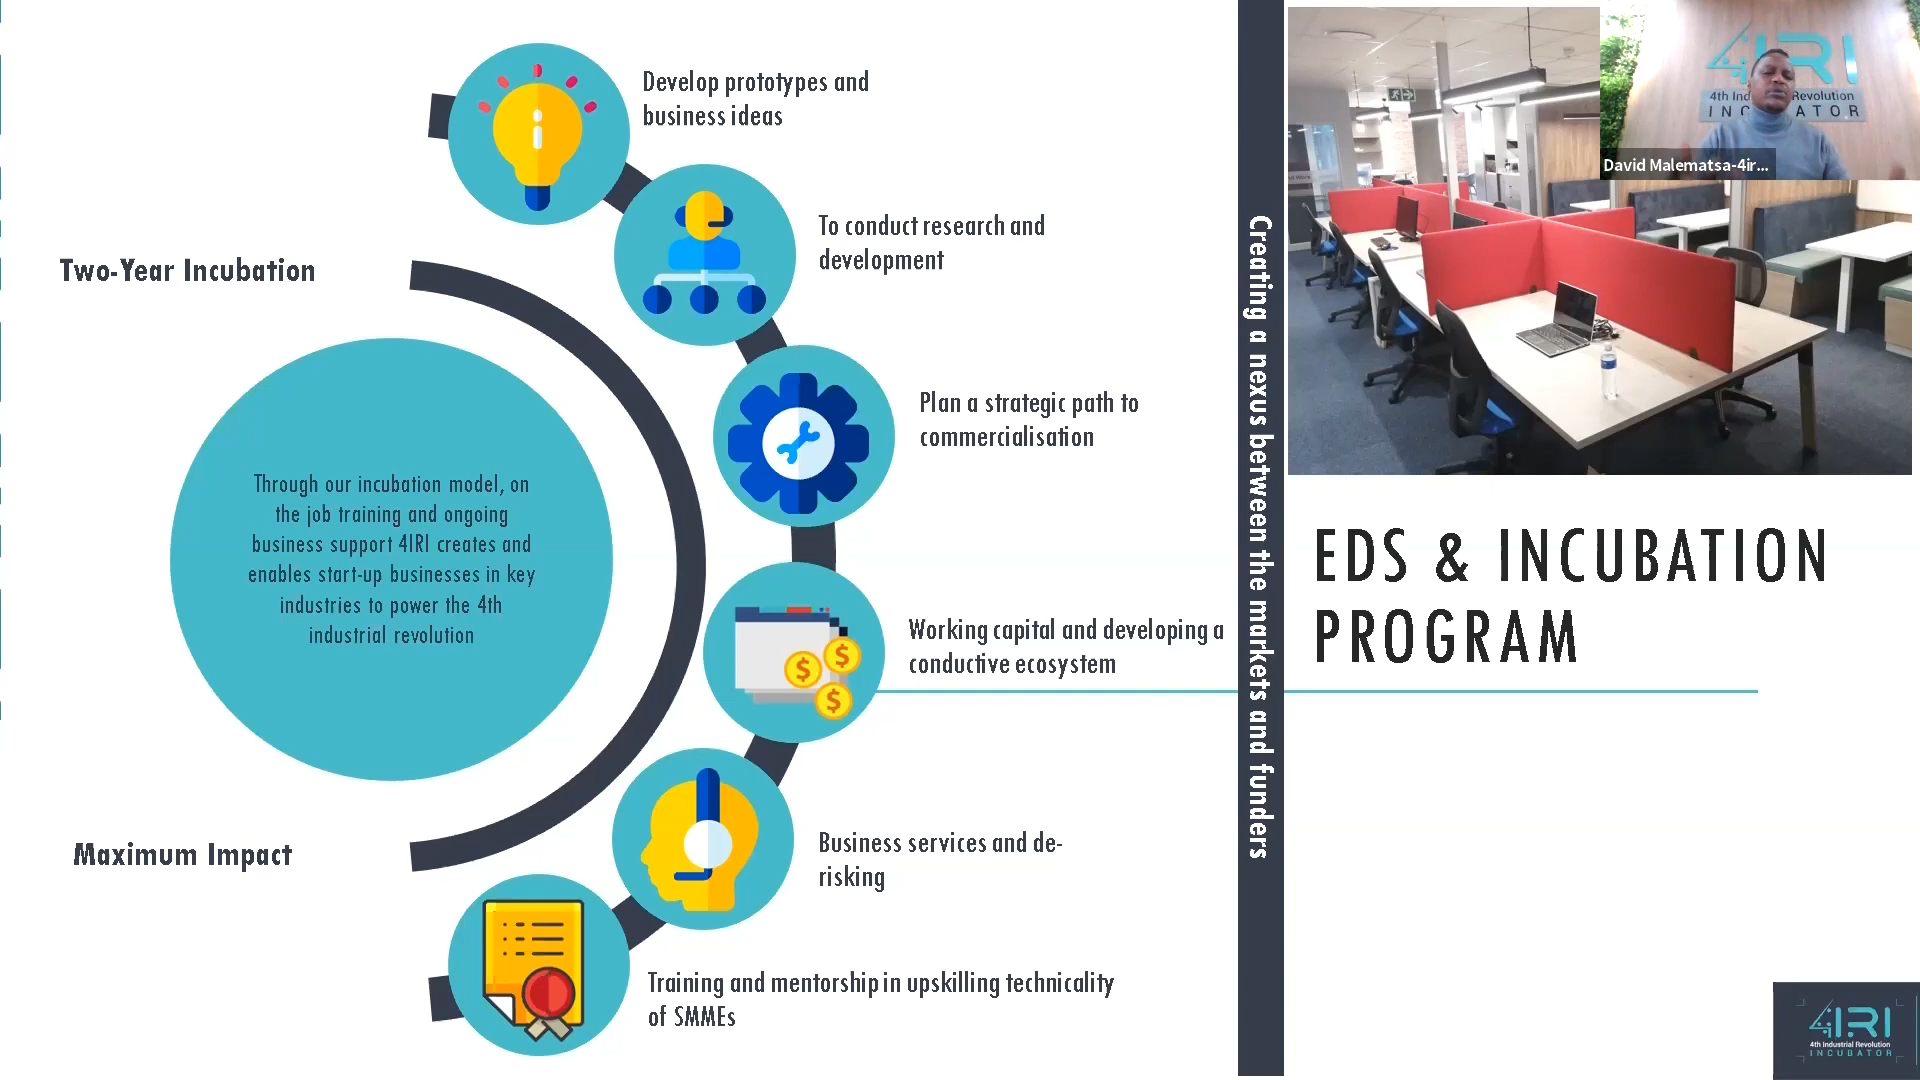 Develop prototypes and
business ideas
To conduct research and
development
Two-Year Incubation
Plan a strategic path to
commercialisation
Through our incubation model, on
the job training and ongoing
business support 4IRI creates and
enables start-up businesses in key
industries to power the 4th
industrial revolution
Working capital and developing a
conductive ecosystem
Maximum Impact
Business services and de-
risking
Training and mentorship in upskilling technicality
of SMMEs
Creating a nexus between the markets and funders
4IRI
4th Revolution
David Malematsa-4ir...
EDS & INCUBATION
PROGRAM
4IRI
4th Industrial Revolution
INCUBATOR